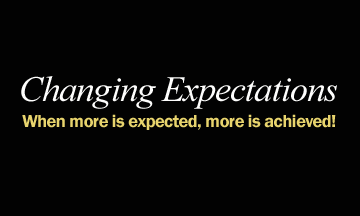 Changing Expectations
When more is expected, more is achieved!